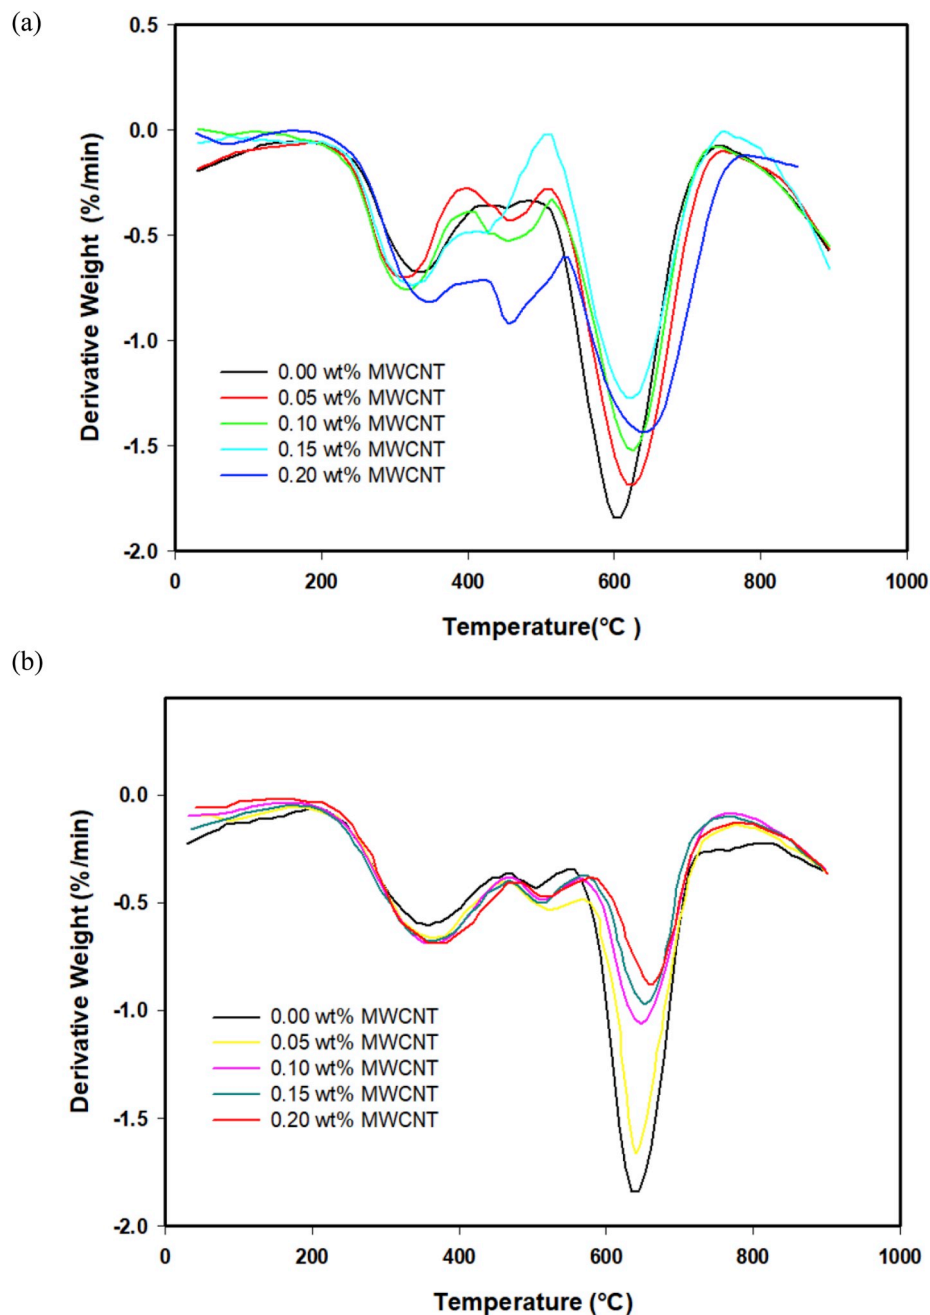 (a)
0.5
0.0
-0.5
-1.0
-1.5
-2.0
Derivative Weight (%/min)
0.00 wt% MWCNT
0.05 wt% MWCNT
0.10 wt% MWCNT
0.15 wt% MWCNT
0.20 wt% MWCNT
0 200 400 600 800 1000
Temperature(°C )
(b)
0.0
-0.5
-1.0
-1.5
-2.0
Derivative Weight (%/min)
0.00 wt% MWCNT
0.05 wt% MWCNT
0.10 wt% MWCNT
0.15 wt% MWCNT
0.20 wt% MWCNT
0 200 400 600 800 1000
Temperature (°C)